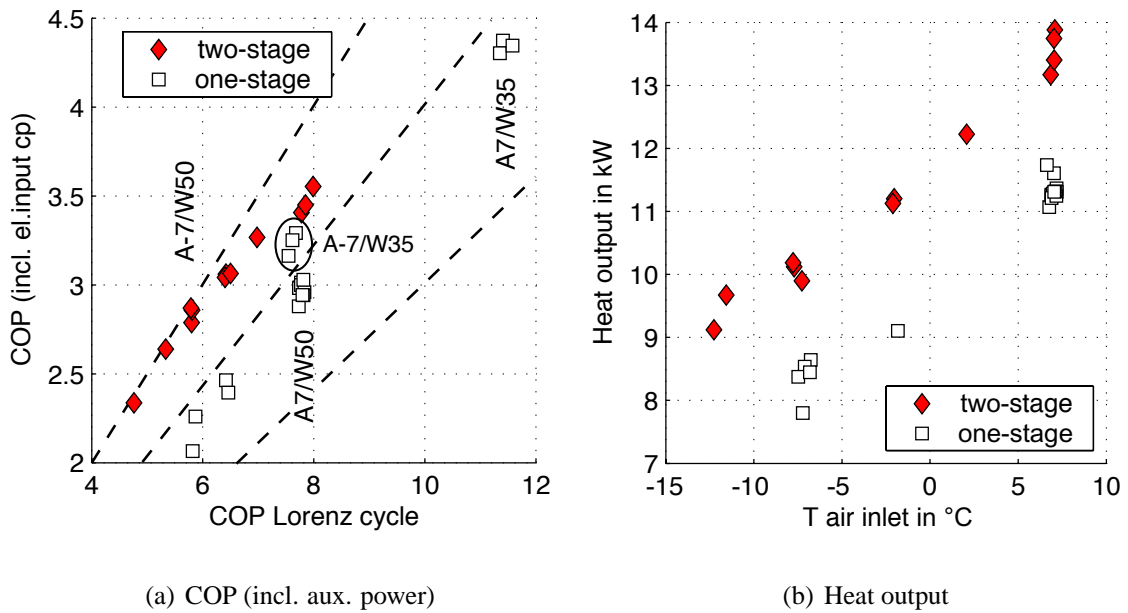 4.5
4
3.5
3
2.5
2
COP (incl. el.input cp)
two-stage
one-stage
A-7/W50
A7/W35
A-7/W35
A7/W50
4 6 8 10 12
COP Lorenz cycle
(a) COP (incl. aux. power)
14
13
12
11
10
9
8
7
Heat output in kW
two-stage
one-stage
-15 -10 -5 0 5 10
T air inlet in °C
(b) Heat output